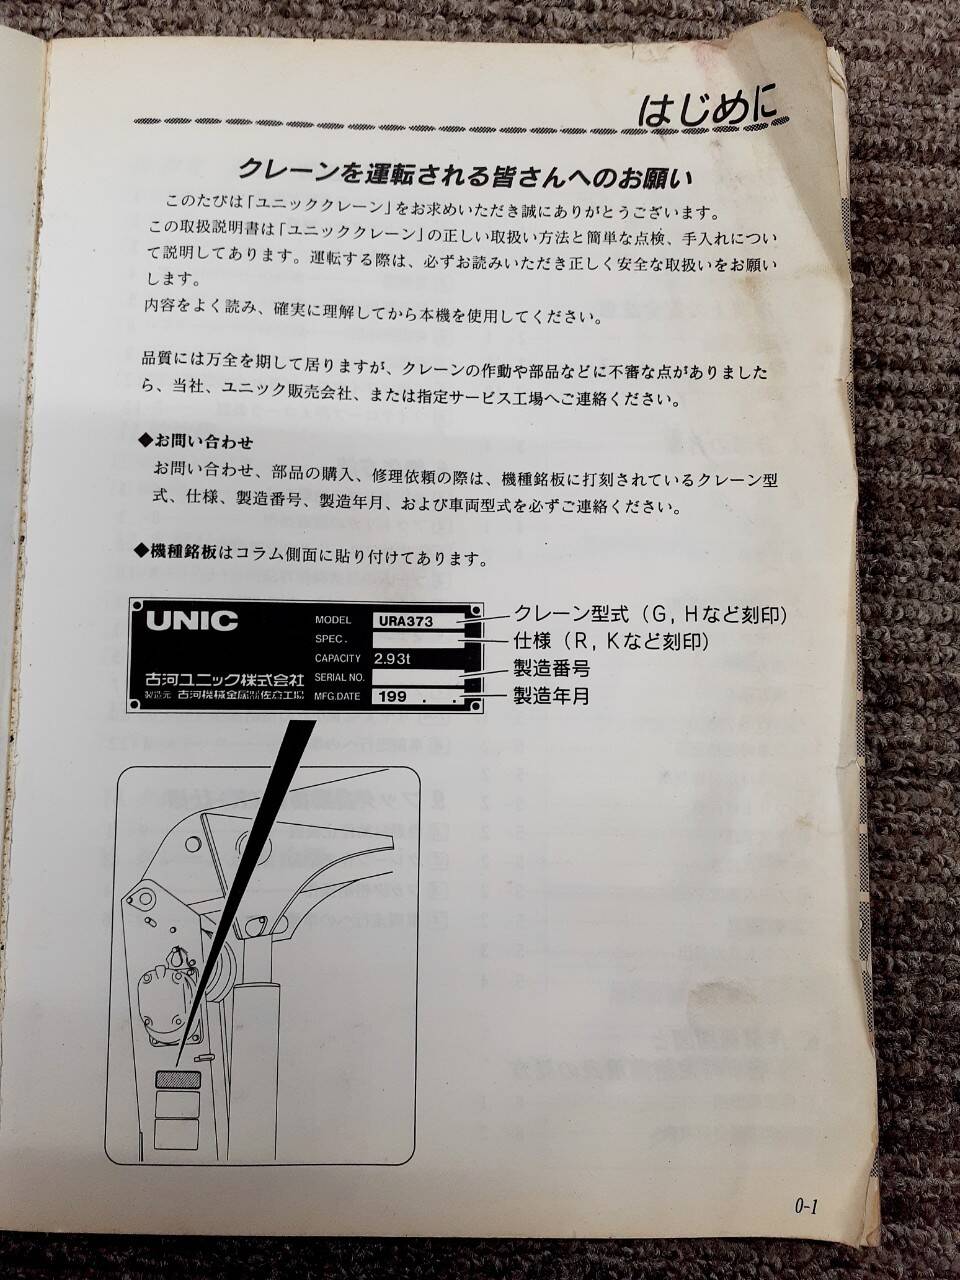 はじめに
クレーンを運転される皆さんへのお願い
このたびは「ユニッククレーン」をお求めいただき誠にありがとうございます。
この取扱説明書は「ユニッククレーン」の正しい取扱い方法と簡単な点検、手入れについ
て説明してあります。運転する際は、必ずお読みいただき正しく安全な取扱いをお願い
します。
内容をよく読み、確実に理解してから本機を使用してください。
品質には万全を期して居りますが、クレーンの作動や部品などに不審な点がありました
ら、当社、ユニック販売会社、または指定サービス工場へご連絡ください。
◆お問い合わせ
お問い合わせ、部品の購入、修理依頼の際は、機種銘板に打刻されているクレーン型
式、仕様、製造番号、製造年月、および車両型式を必ずご連絡ください。
◆機種銘板はコラム側面に貼り付けてあります。
UNIC
MODEL URA373
SPEC.
CAPACITY 2.93t
SERIAL NO.
MFG.DATE 199 . .
古河ユニック株式会社
製造元 古河機械金属㈱佐倉工場
クレーン型式（G，Hなど刻印）
仕様（R，Kなど刻印）
製造番号
製造年月
0-1